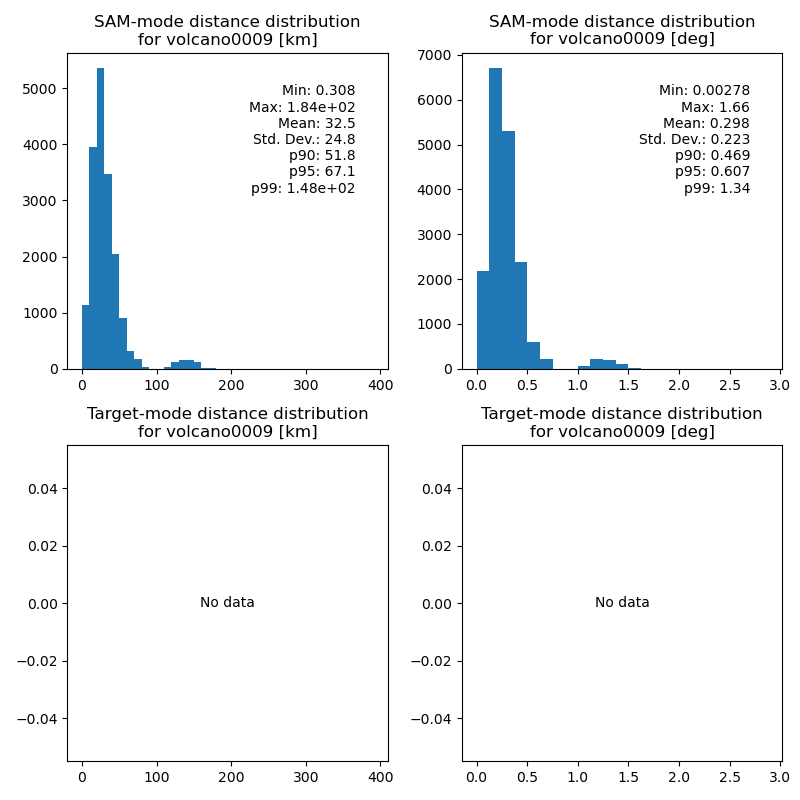 SAM-mode distance distribution
for volcano0009 [km]
Min: 0.308
Max: 1.84e+02
Mean: 32.5
Std. Dev.: 24.8
p90: 51.8
p95: 67.1
p99: 1.48e+02
5000
4000
3000
2000
1000
0
0 100 200 300 400
SAM-mode distance distribution
for volcano0009 [deg]
Min: 0.00278
Max: 1.66
Mean: 0.298
Std. Dev.: 0.223
p90: 0.469
p95: 0.607
p99: 1.34
7000
6000
5000
4000
3000
2000
1000
0
0.0 0.5 1.0 1.5 2.0 2.5 3.0
Target-mode distance distribution
for volcano0009 [km]
No data
0.04
0.02
0.00
−0.02
−0.04
0 100 200 300 400
Target-mode distance distribution
for volcano0009 [deg]
No data
0.04
0.02
0.00
−0.02
−0.04
0.0 0.5 1.0 1.5 2.0 2.5 3.0